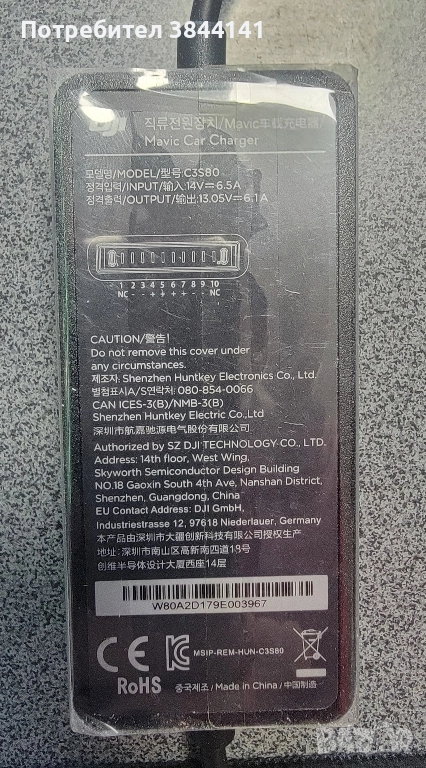 Потребител 3844141
dji
직류전원장치/Mavic车载充电器/
Mavic Car Charger
모델명/MODEL/型号:C3S80
정격입력/INPUT/输入:14V⎓6.5A
정격출력/OUTPUT/输出:13.05V⎓6.1A
1 2 3 4 5 6 7 8 9 10
NC - - + + + + - - NC
CAUTION/警告!
Do not remove this cover under
any circumstances.
제조자: Shenzhen Huntkey Electronics Co., Ltd.
별첨표시A/S연락처: 080-854-0066
CAN ICES-3(B)/NMB-3(B)
Shenzhen Huntkey Electric Co.,Ltd
深圳市航嘉驰源电气股份有限公司
Authorized by SZ DJI TECHNOLOGY CO., LTD.
Address: 14th floor, West Wing,
Skyworth Semiconductor Design Building
NO.18 Gaoxin South 4th Ave, Nanshan District,
Shenzhen, Guangdong, China
EU Contact Address: DJI GmbH,
Industriestrasse 12, 97618 Niederlauer, Germany
本产品由深圳市大疆创新科技有限公司出品
地址: 深圳市南山区高新南四道18号
创维半导体设计大厦西座14层
W80A2D179E003967
CE
RoHS
MSIP-REM-HUN-C3S80
중국제조 / Made in China / 中国制造